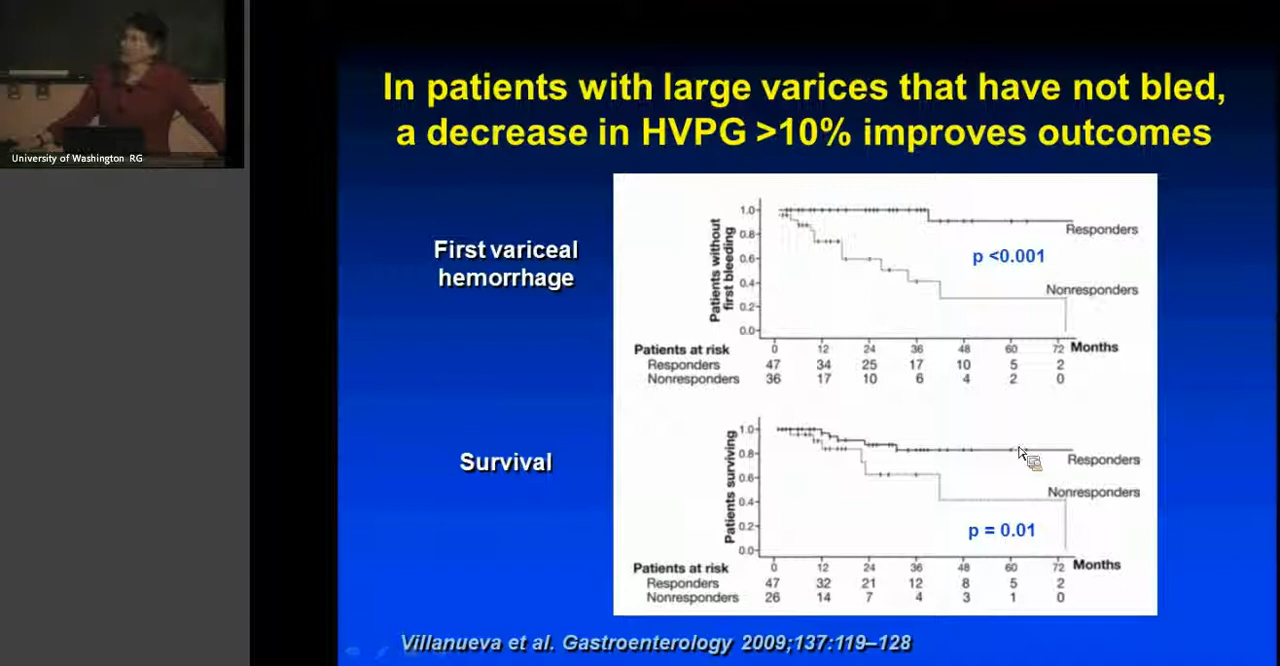 University of Washington RG
In patients with large varices that have not bled,
a decrease in HVPG >10% improves outcomes
First variceal
hemorrhage
Patients without
first bleeding
1.0
0.8
0.6
0.4
0.2
0.0
Responders
p <0.001
Nonresponders
Patients at risk 0 12 24 36 48 60 72 Months
Responders 47 34 25 17 10 5 2
Nonresponders 36 17 10 6 4 2 0
Survival
Patients surviving
1.0
0.8
0.6
0.4
0.2
0.0
Responders
Nonresponders
p = 0.01
Patients at risk 0 12 24 36 48 60 72 Months
Responders 47 32 21 12 8 5 2
Nonresponders 26 14 7 4 3 1 0
Villanueva et al. Gastroenterology 2009;137:119–128